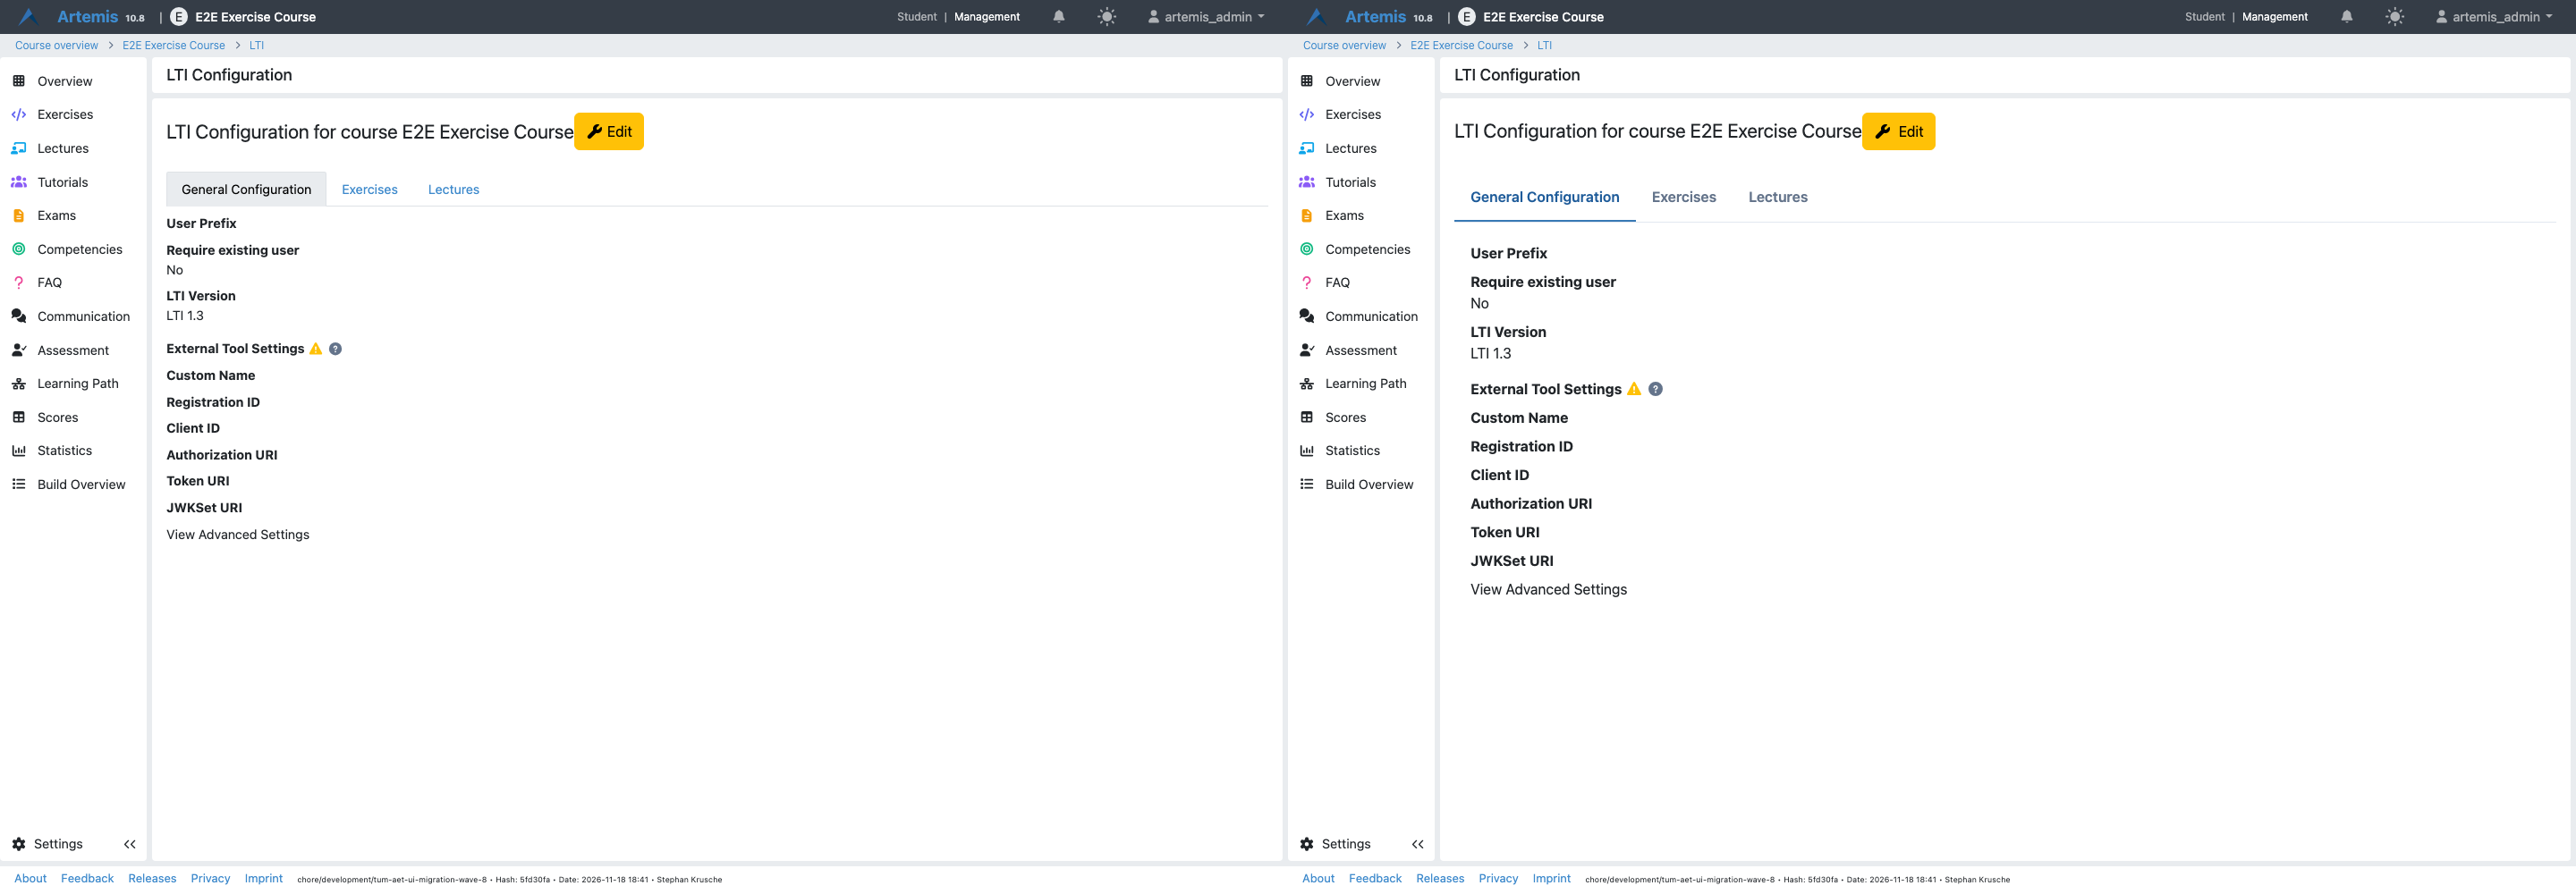 Artemis 10.8 | E E2E Exercise Course
Student | Management
artemis_admin
Course overview > E2E Exercise Course > LTI
Overview
Exercises
Lectures
Tutorials
Exams
Competencies
? FAQ
Communication
Assessment
Learning Path
Scores
Statistics
Build Overview
Settings
LTI Configuration
LTI Configuration for course E2E Exercise Course
Edit
General Configuration Exercises Lectures
User Prefix
Require existing user
No
LTI Version
LTI 1.3
External Tool Settings ?
Custom Name
Registration ID
Client ID
Authorization URI
Token URI
JWKSet URI
View Advanced Settings
About Feedback Releases Privacy Imprint chore/development/tum-aet-ui-migration-wave-8 • Hash: 5fd30fa • Date: 2026-11-18 18:41 • Stephan Krusche
Artemis 10.8 | E E2E Exercise Course
Student | Management
artemis_admin
Course overview > E2E Exercise Course > LTI
Overview
Exercises
Lectures
Tutorials
Exams
Competencies
? FAQ
Communication
Assessment
Learning Path
Scores
Statistics
Build Overview
Settings
LTI Configuration
LTI Configuration for course E2E Exercise Course
Edit
General Configuration Exercises Lectures
User Prefix
Require existing user
No
LTI Version
LTI 1.3
External Tool Settings ?
Custom Name
Registration ID
Client ID
Authorization URI
Token URI
JWKSet URI
View Advanced Settings
About Feedback Releases Privacy Imprint chore/development/tum-aet-ui-migration-wave-8 • Hash: 5fd30fa • Date: 2026-11-18 18:41 • Stephan Krusche